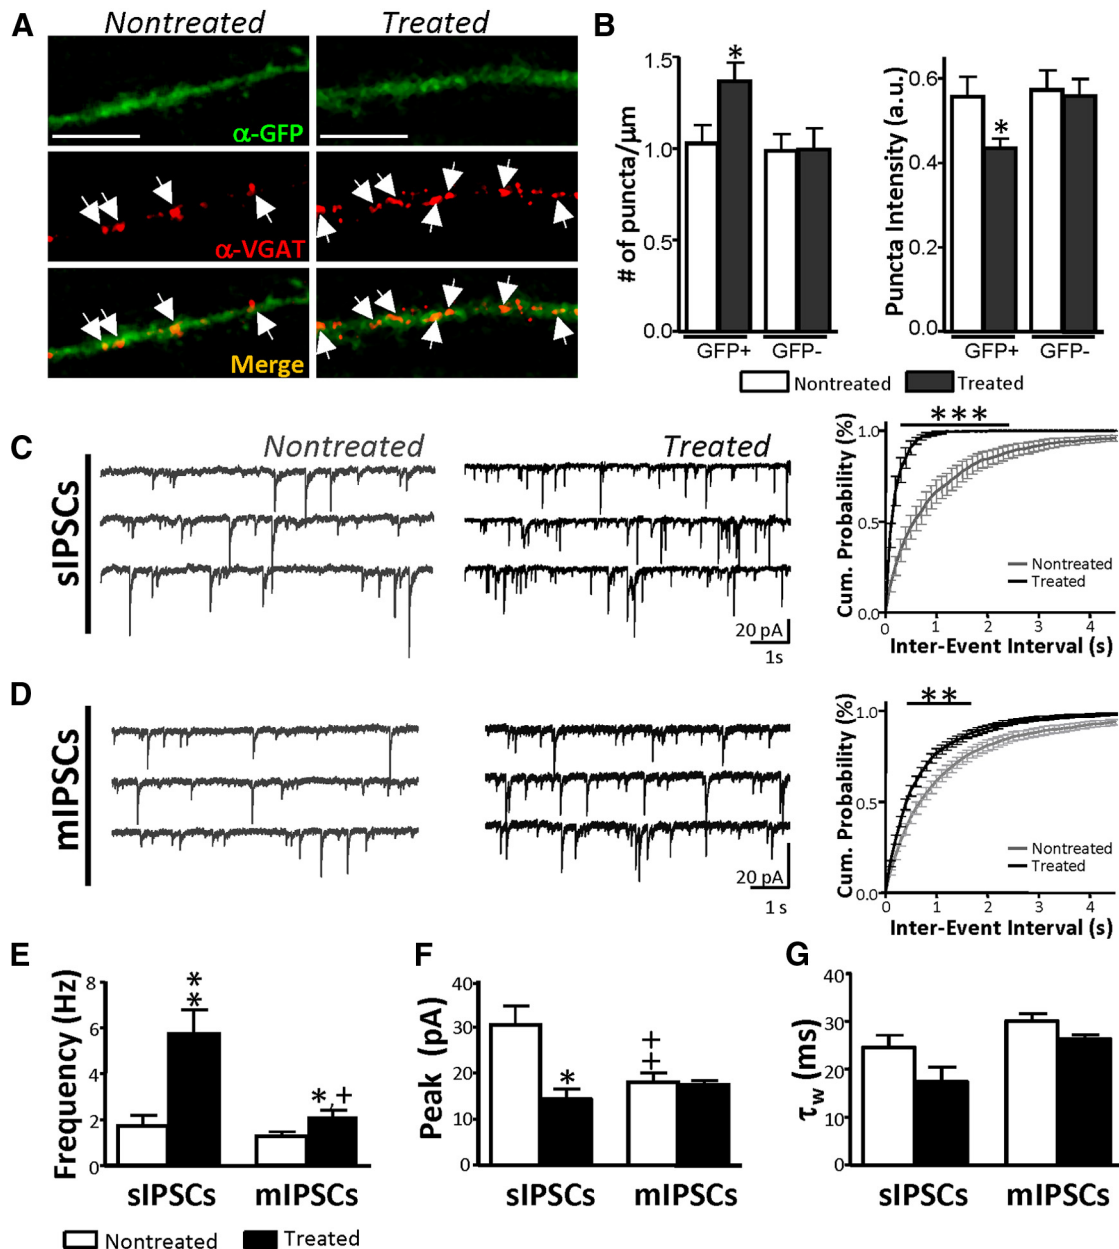 A
Nontreated
Treated
α-GFP
α-VGAT
Merge
B
# of puncta/µm
1.5
1.0
0.5
0.0
*
GFP+
GFP-
Puncta Intensity (a.u.)
0.6
0.4
0.2
0.0
*
GFP+
GFP-
Nontreated
Treated
C
sIPSCs
Nontreated
Treated
20 pA
1s
Cum. Probability (%)
1.0
0.5
0.0
***
Nontreated
Treated
0 1 2 3 4
Inter-Event Interval (s)
D
mIPSCs
20 pA
1 s
Cum. Probability (%)
1.0
0.5
0.0
**
Nontreated
Treated
0 1 2 3 4
Inter-Event Interval (s)
E
Frequency (Hz)
8
6
4
2
0
**
*,+
sIPSCs
mIPSCs
Nontreated
Treated
F
Peak (pA)
40
30
20
10
0
*
++
sIPSCs
mIPSCs
G
τw (ms)
40
30
20
10
0
sIPSCs
mIPSCs